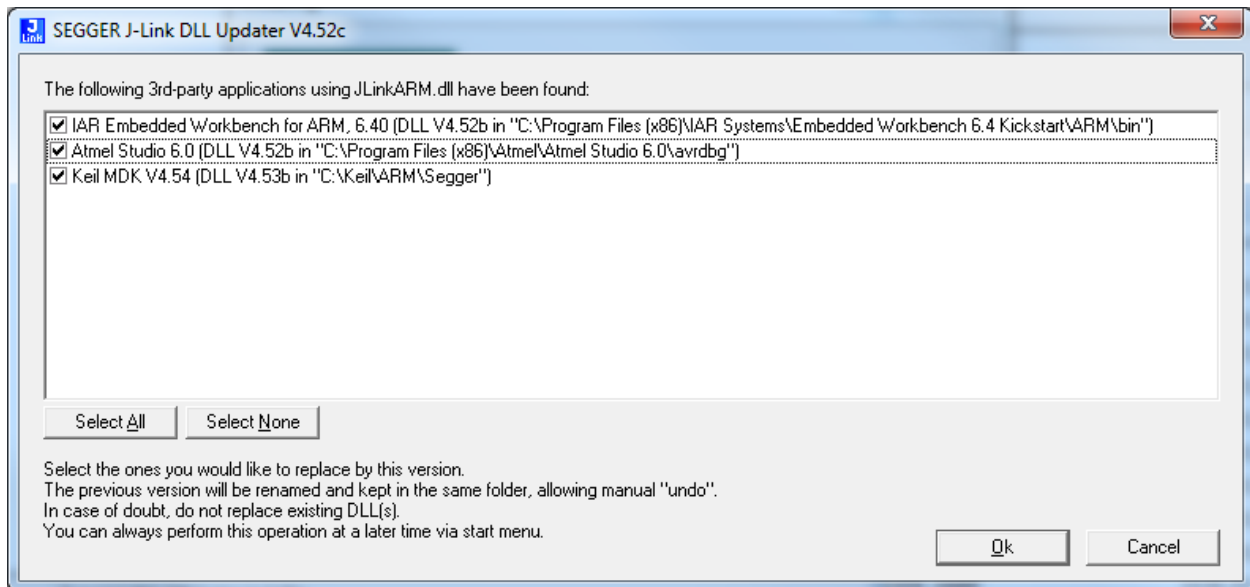 J
Link
SEGGER J-Link DLL Updater V4.52c
X
The following 3rd-party applications using JLinkARM.dll have been found:
IAR Embedded Workbench for ARM, 6.40 (DLL V4.52b in "C:\Program Files (x86)\IAR Systems\Embedded Workbench 6.4 Kickstart\ARM\bin")
Atmel Studio 6.0 (DLL V4.52b in "C:\Program Files (x86)\Atmel\Atmel Studio 6.0\avrdbg")
Keil MDK V4.54 (DLL V4.53b in "C:\Keil\ARM\Segger")
Select All
Select None
Select the ones you would like to replace by this version.
The previous version will be renamed and kept in the same folder, allowing manual "undo".
In case of doubt, do not replace existing DLL(s).
You can always perform this operation at a later time via start menu.
Ok
Cancel